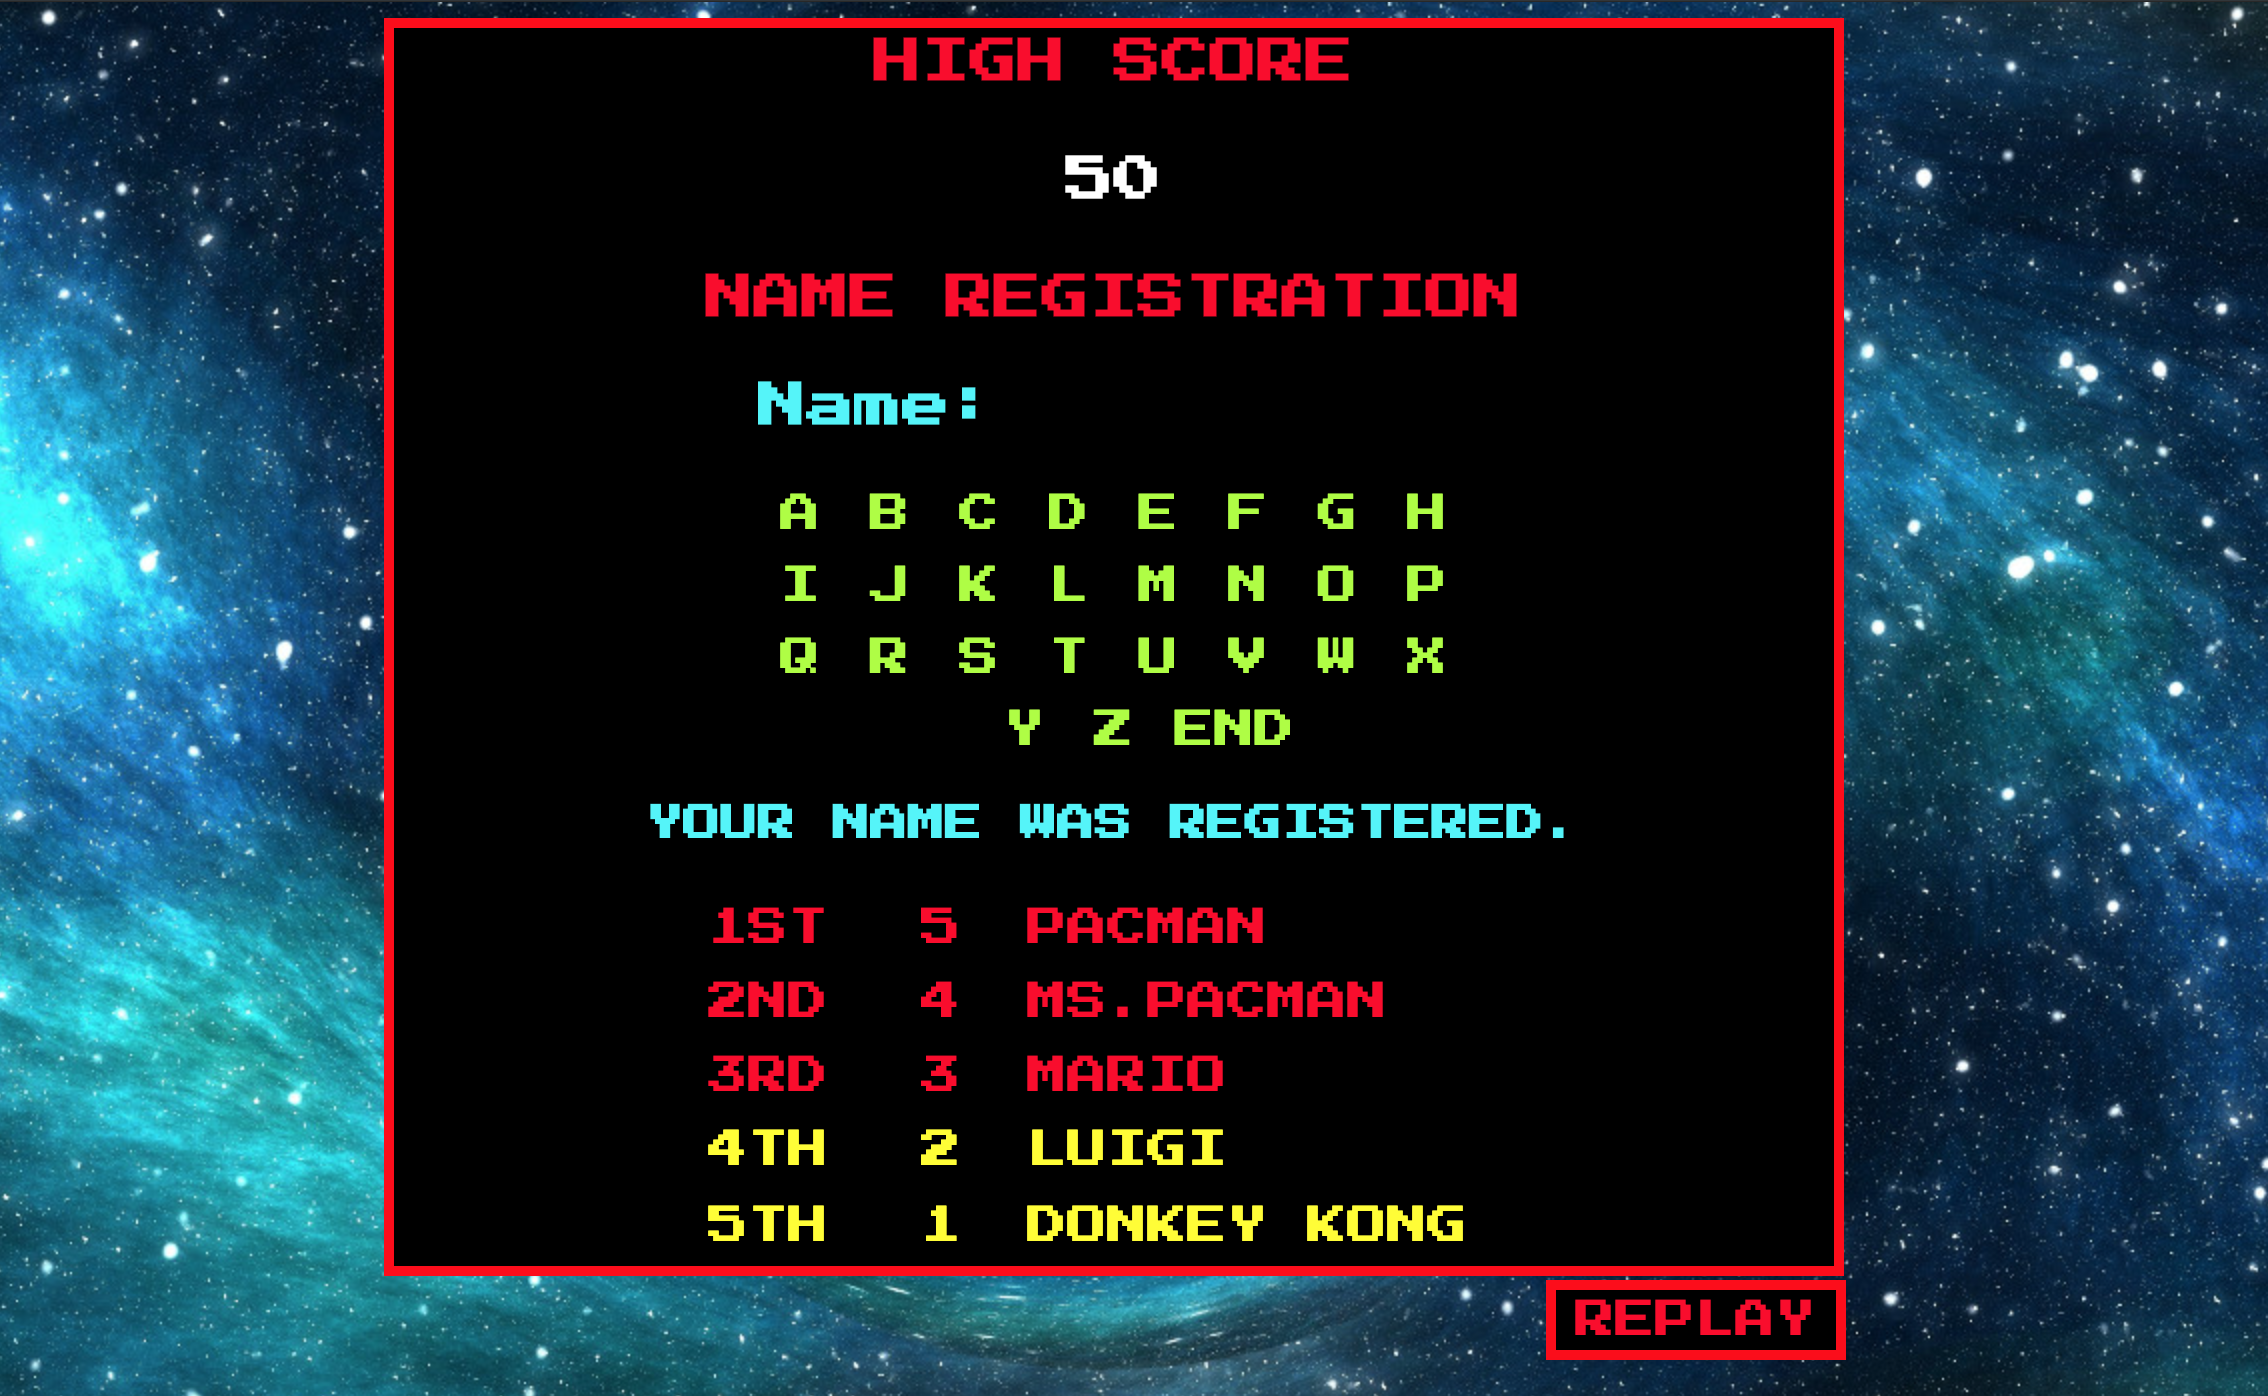 HIGH SCORE
50
NAME REGISTRATION
Name:
A B C D E F G H
I J K L M N O P
Q R S T U V W X
Y Z END
YOUR NAME WAS REGISTERED.
1ST 5 PACMAN
2ND 4 MS.PACMAN
3RD 3 MARIO
4TH 2 LUIGI
5TH 1 DONKEY KONG
REPLAY